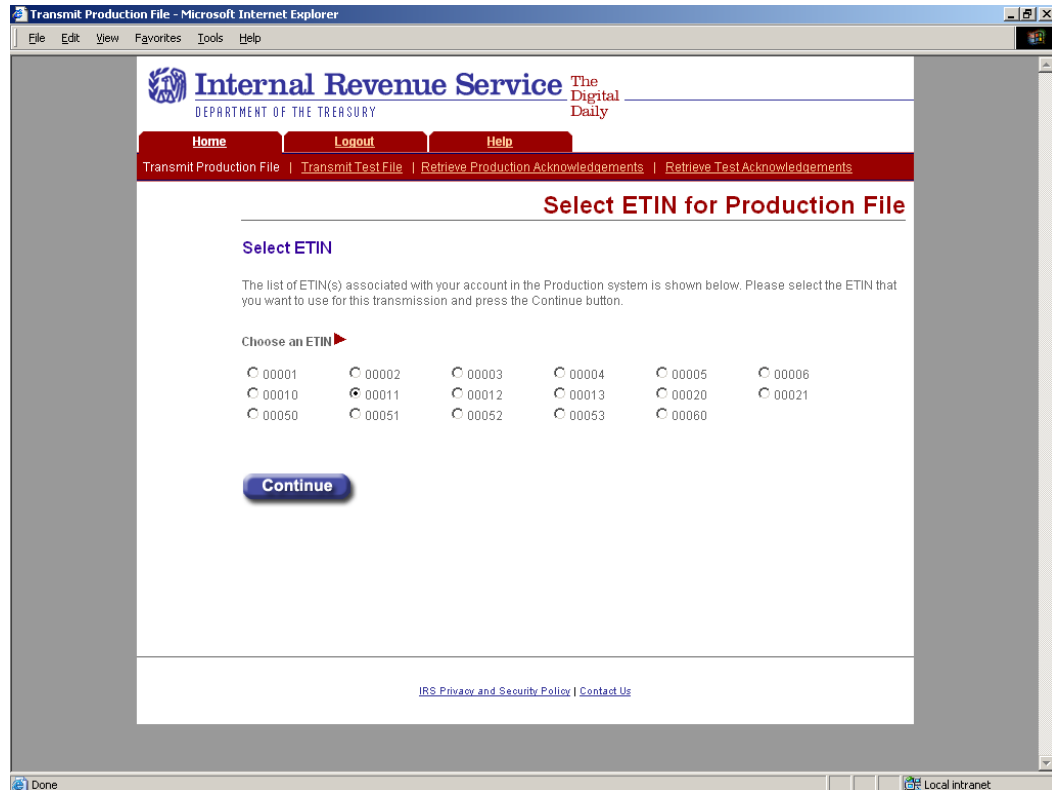 Transmit Production File - Microsoft Internet Explorer
File Edit View Favorites Tools Help
Internal Revenue Service
DEPARTMENT OF THE TREASURY
The
Digital
Daily
Home Logout Help
Transmit Production File | Transmit Test File | Retrieve Production Acknowledgements | Retrieve Test Acknowledgements
Select ETIN for Production File
Select ETIN
The list of ETIN(s) associated with your account in the Production system is shown below. Please select the ETIN that
you want to use for this transmission and press the Continue button.
Choose an ETIN
00001 00002 00003 00004 00005 00006
00010 00011 00012 00013 00020 00021
00050 00051 00052 00053 00060
Continue
IRS Privacy and Security Policy | Contact Us
Done Local intranet